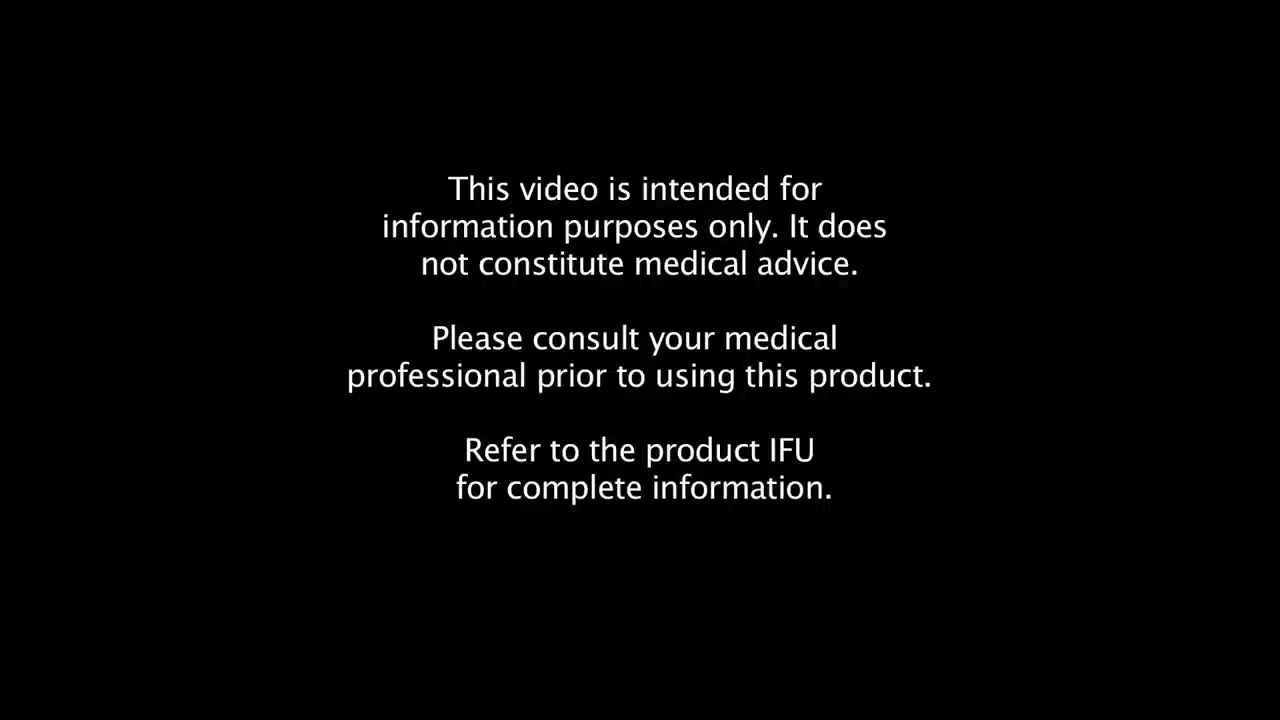 This video is intended for
information purposes only. It does
not constitute medical advice.
Please consult your medical
professional prior to using this product.
Refer to the product IFU
for complete information.